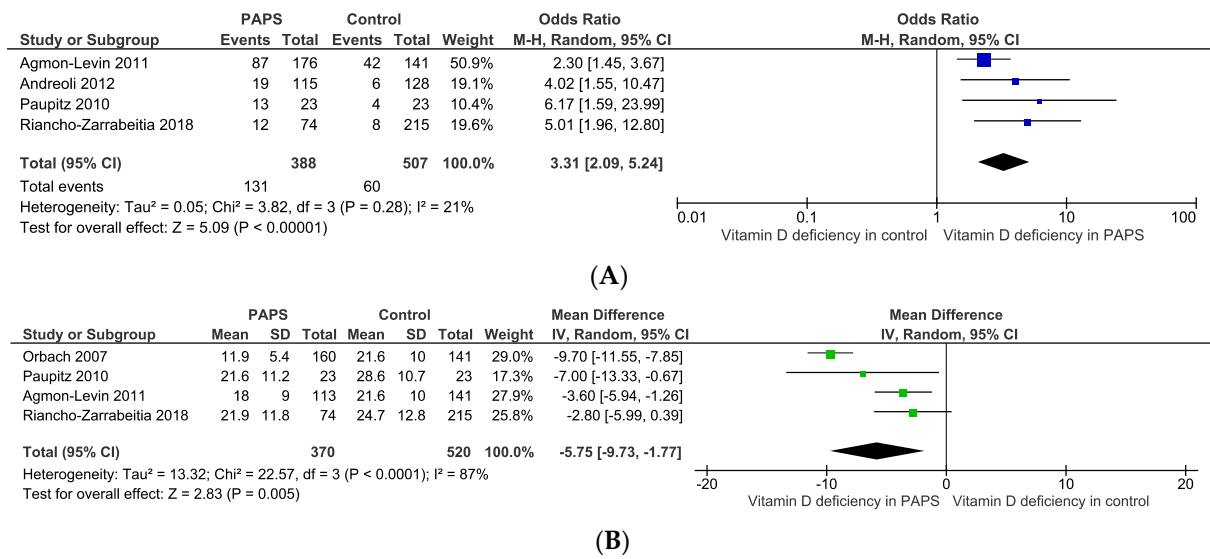 PAPS Control Odds Ratio Odds Ratio
Study or Subgroup Events Total Events Total Weight M-H, Random, 95% CI M-H, Random, 95% CI
Agmon-Levin 2011 87 176 42 141 50.9% 2.30 [1.45, 3.67]
Andreoli 2012 19 115 6 128 19.1% 4.02 [1.55, 10.47]
Paupitz 2010 13 23 4 23 10.4% 6.17 [1.59, 23.99]
Riancho-Zarrabeitia 2018 12 74 8 215 19.6% 5.01 [1.96, 12.80]
Total (95% CI) 388 507 100.0% 3.31 [2.09, 5.24]
Total events 131 60
Heterogeneity: Tau² = 0.05; Chi² = 3.82, df = 3 (P = 0.28); I² = 21%
Test for overall effect: Z = 5.09 (P < 0.00001)
0.01 0.1 1 10 100
Vitamin D deficiency in control Vitamin D deficiency in PAPS
(A)
PAPS Control Mean Difference Mean Difference
Study or Subgroup Mean SD Total Mean SD Total Weight IV, Random, 95% CI IV, Random, 95% CI
Orbach 2007 11.9 5.4 160 21.6 10 141 29.0% -9.70 [-11.55, -7.85]
Paupitz 2010 21.6 11.2 23 28.6 10.7 23 17.3% -7.00 [-13.33, -0.67]
Agmon-Levin 2011 18 9 113 21.6 10 141 27.9% -3.60 [-5.94, -1.26]
Riancho-Zarrabeitia 2018 21.9 11.8 74 24.7 12.8 215 25.8% -2.80 [-5.99, 0.39]
Total (95% CI) 370 520 100.0% -5.75 [-9.73, -1.77]
Heterogeneity: Tau² = 13.32; Chi² = 22.57, df = 3 (P < 0.0001); I² = 87%
Test for overall effect: Z = 2.83 (P = 0.005)
-20 -10 0 10 20
Vitamin D deficiency in PAPS Vitamin D deficiency in control
(B)